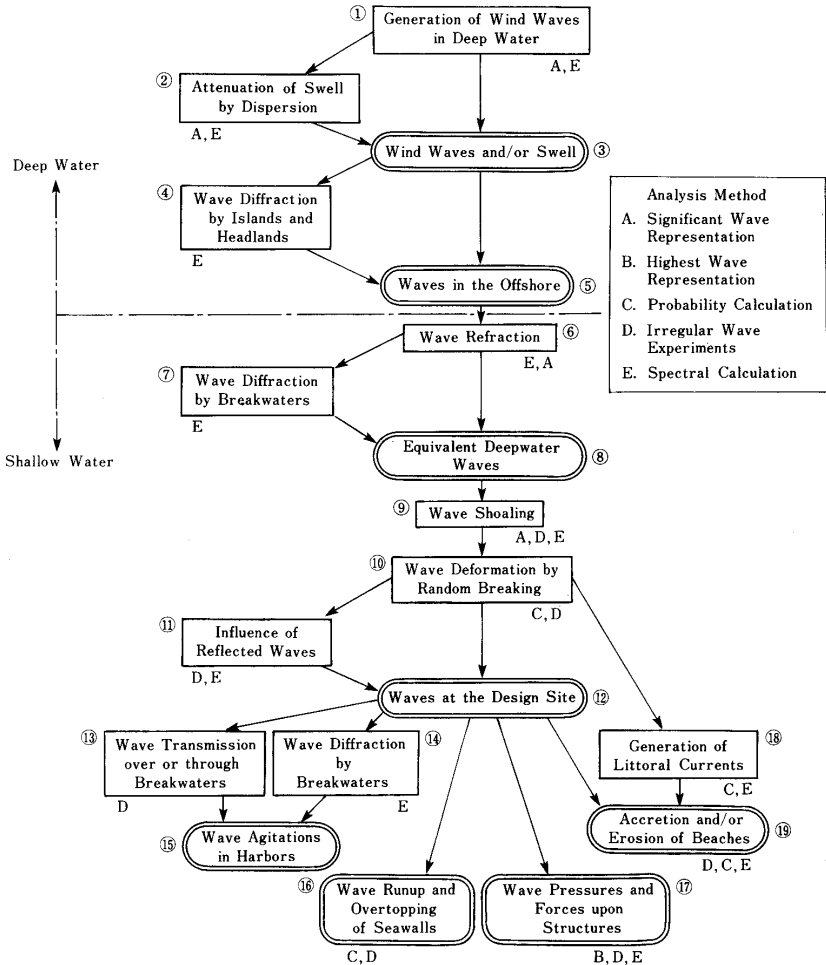 ① Generation of Wind Waves
in Deep Water
A, E
② Attenuation of Swell
by Dispersion
A, E
Wind Waves and/or Swell ③
Deep Water
④ Wave Diffraction
by Islands and
Headlands
E
Waves in the Offshore ⑤
Analysis Method
A. Significant Wave
Representation
B. Highest Wave
Representation
C. Probability Calculation
D. Irregular Wave
Experiments
E. Spectral Calculation
Wave Refraction ⑥
E, A
⑦ Wave Diffraction
by Breakwaters
E
Shallow Water
Equivalent Deepwater
Waves ⑧
⑨ Wave Shoaling
A, D, E
⑩ Wave Deformation by
Random Breaking
C, D
⑪ Influence of
Reflected Waves
D, E
Waves at the Design Site ⑫
⑬ Wave Transmission
over or through
Breakwaters
D
Wave Diffraction ⑭
by
Breakwaters
E
⑮ Wave Agitations
in Harbors
Generation of ⑱
Littoral Currents
C, E
Accretion and/or
Erosion of Beaches ⑲
D, C, E
⑯ Wave Runup and
Overtopping
of Seawalls
C, D
Wave Pressures and ⑰
Forces upon
Structures
B, D, E